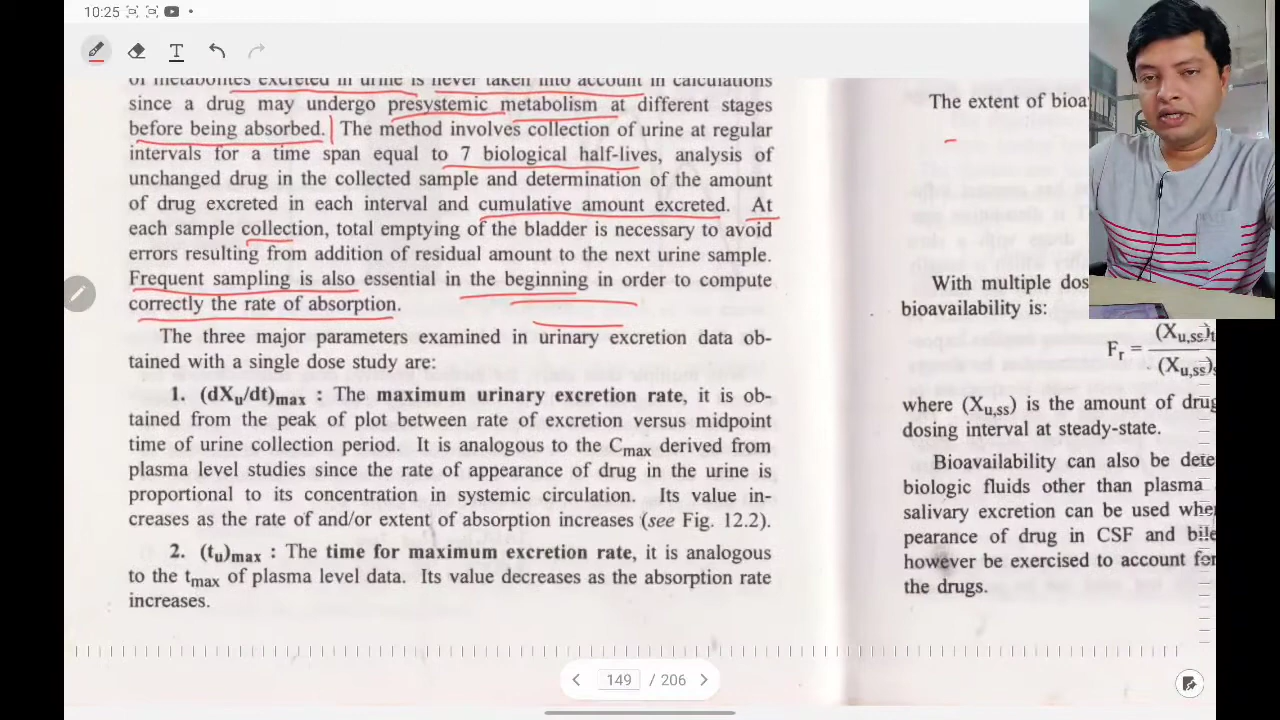 10:25
T
of metabolites excreted in urine is never taken into account in calculations
since a drug may undergo presystemic metabolism at different stages
before being absorbed. The method involves collection of urine at regular
intervals for a time span equal to 7 biological half-lives, analysis of
unchanged drug in the collected sample and determination of the amount
of drug excreted in each interval and cumulative amount excreted. At
each sample collection, total emptying of the bladder is necessary to avoid
errors resulting from addition of residual amount to the next urine sample.
Frequent sampling is also essential in the beginning in order to compute
correctly the rate of absorption.
The three major parameters examined in urinary excretion data ob-
tained with a single dose study are:
1. (dXu/dt)max : The maximum urinary excretion rate, it is ob-
tained from the peak of plot between rate of excretion versus midpoint
time of urine collection period. It is analogous to the Cmax derived from
plasma level studies since the rate of appearance of drug in the urine is
proportional to its concentration in systemic circulation. Its value in-
creases as the rate of and/or extent of absorption increases (see Fig. 12.2).
2. (tu)max : The time for maximum excretion rate, it is analogous
to the tmax of plasma level data. Its value decreases as the absorption rate
increases.
The extent of bioa
With multiple dos
bioavailability is:
Fr = (Xu,ss)t
(Xu,ss)s
where (Xu,ss) is the amount of drug
dosing interval at steady-state.
Bioavailability can also be dete
biologic fluids other than plasma
salivary excretion can be used whe
pearance of drug in CSF and bile
however be exercised to account for
the drugs.
149 / 206